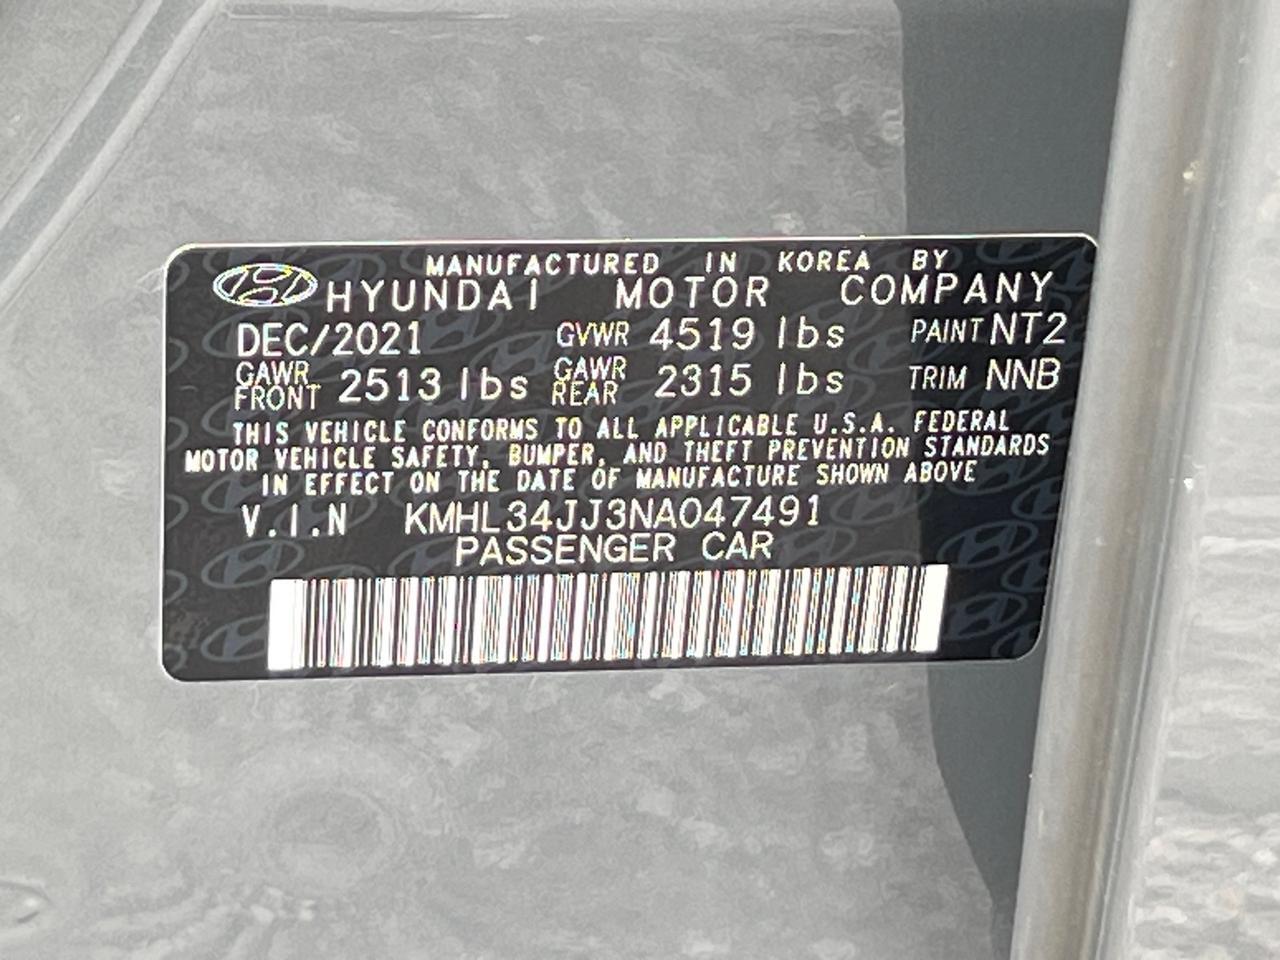 MANUFACTURED IN KOREA BY
HYUNDAI MOTOR COMPANY
DEC/2021 GVWR 4519 lbs PAINT NT2
GAWR FRONT 2513 lbs GAWR REAR 2315 lbs TRIM NNB
THIS VEHICLE CONFORMS TO ALL APPLICABLE U.S.A. FEDERAL
MOTOR VEHICLE SAFETY, BUMPER, AND THEFT PREVENTION STANDARDS
IN EFFECT ON THE DATE OF MANUFACTURE SHOWN ABOVE
V.I.N KMHL34JJ3NA047491
PASSENGER CAR